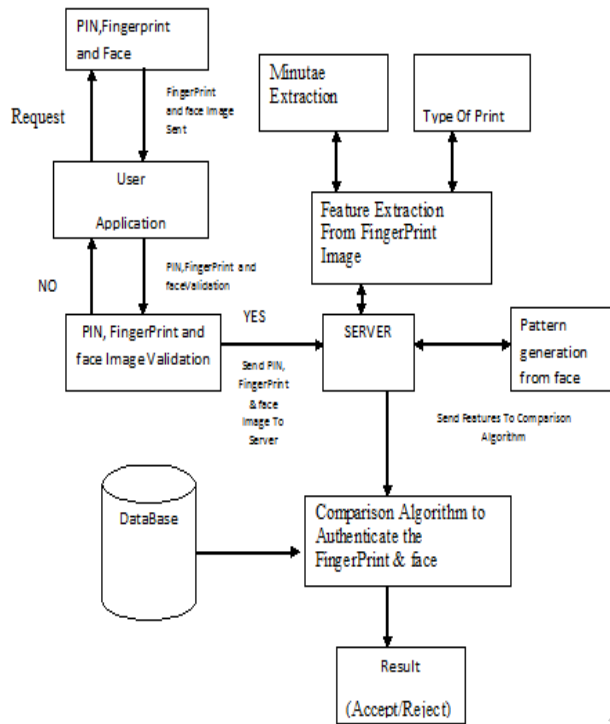 PIN,Fingerprint
and Face
Request
FingerPrint
and face Image
Sent
Minutae
Extraction
Type Of Print
User
Application
Feature Extraction
From FingerPrint
Image
NO
PIN,FingerPrint and
faceValidation
PIN, FingerPrint and
face Image Validation
YES
Send PIN,
FingerPrint
& face
Image To
Server
SERVER
Pattern
generation
from face
Send Features To Comparison
Algorithm
DataBase
Comparison Algorithm to
Authenticate the
FingerPrint & face
Result
(Accept/Reject)